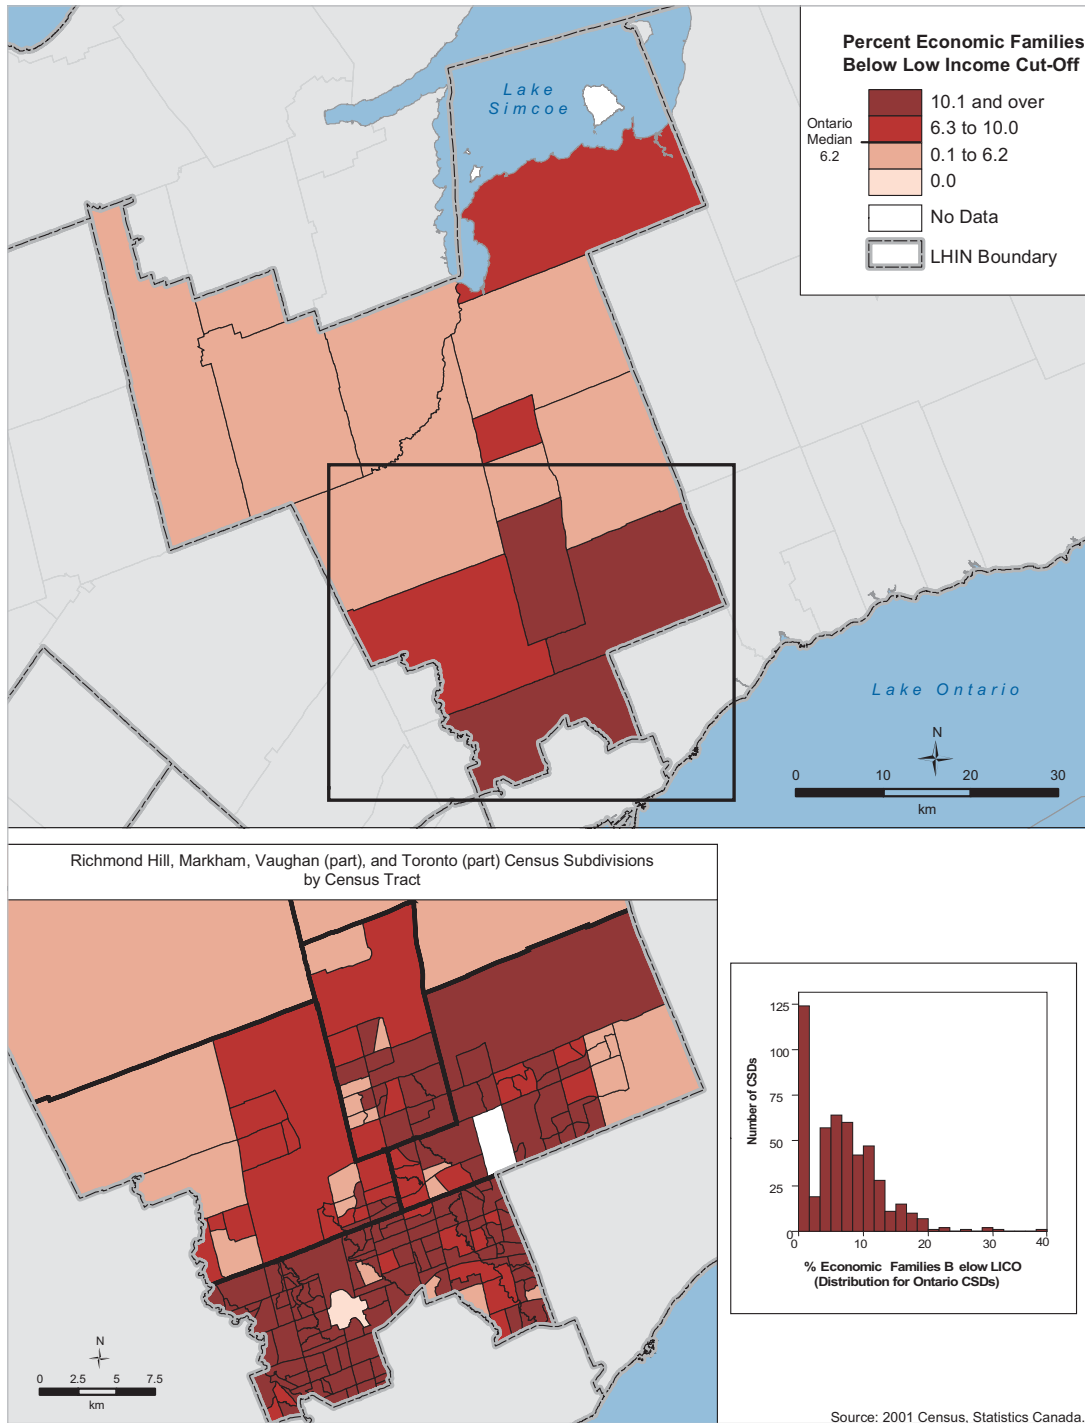 Percent Economic Families
Below Low Income Cut-Off
10.1 and over
6.3 to 10.0
Ontario
Median
6.2
0.1 to 6.2
0.0
No Data
LHIN Boundary
Lake
Simcoe
Lake Ontario
N
0 10 20 30
km
Richmond Hill, Markham, Vaughan (part), and Toronto (part) Census Subdivisions
by Census Tract
N
0 2.5 5 7.5
km
Number of CSDs
125
100
75
50
25
0
0 10 20 30 40
% Economic Families B elow LICO
(Distribution for Ontario CSDs)
Source: 2001 Census, Statistics Canada.